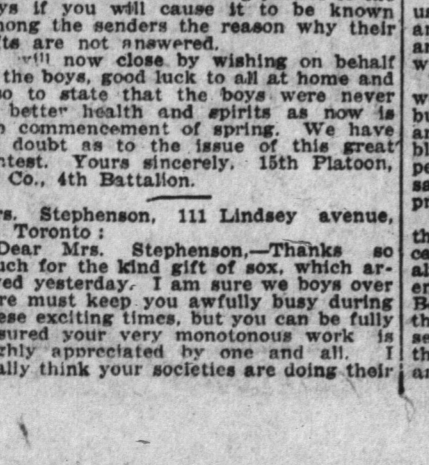 ys if you will cause it to be known
nong the senders the reason why their
ts are not answered.
will now close by wishing on behalf
the boys, good luck to all at home and
so to state that the boys were never
better health and spirits as now is
commencement of spring. We have
doubt as to the issue of this great
ntest. Yours sincerely, 15th Platoon,
Co., 4th Battalion.
rs. Stephenson, 111 Lindsey avenue,
Toronto :
Dear Mrs. Stephenson,—Thanks so
uch for the kind gift of sox, which ar-
ved yesterday. I am sure we boys over
re must keep you awfully busy during
ese exciting times, but you can be fully
sured your very monotonous work is
ghly appreciated by one and all. I
ally think your societies are doing their